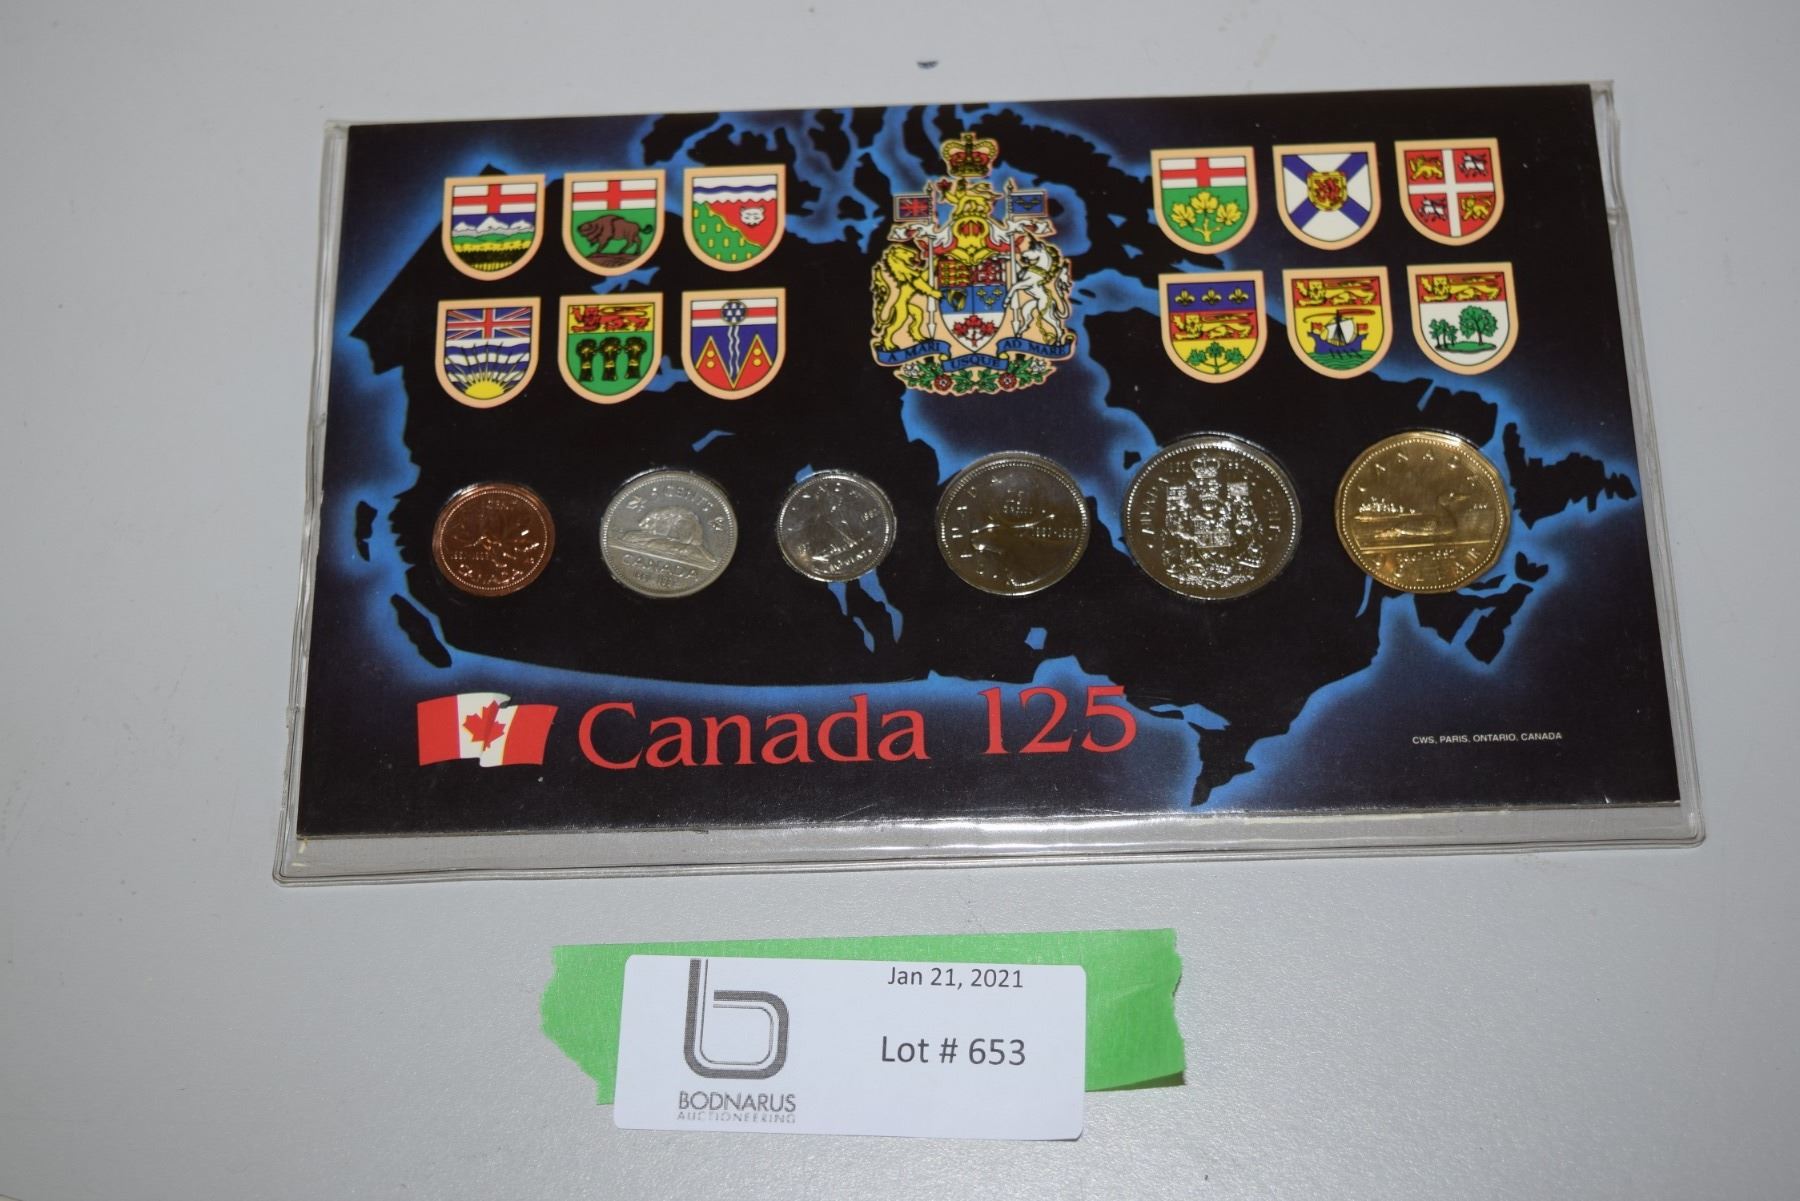 A MARI USQUE AD MARE
5 CENTS
CANADA
CANADA
Canada 125
CWS, PARIS, ONTARIO, CANADA
Jan 21, 2021
Lot # 653
b
BODNARUS
AUCTIONEERING